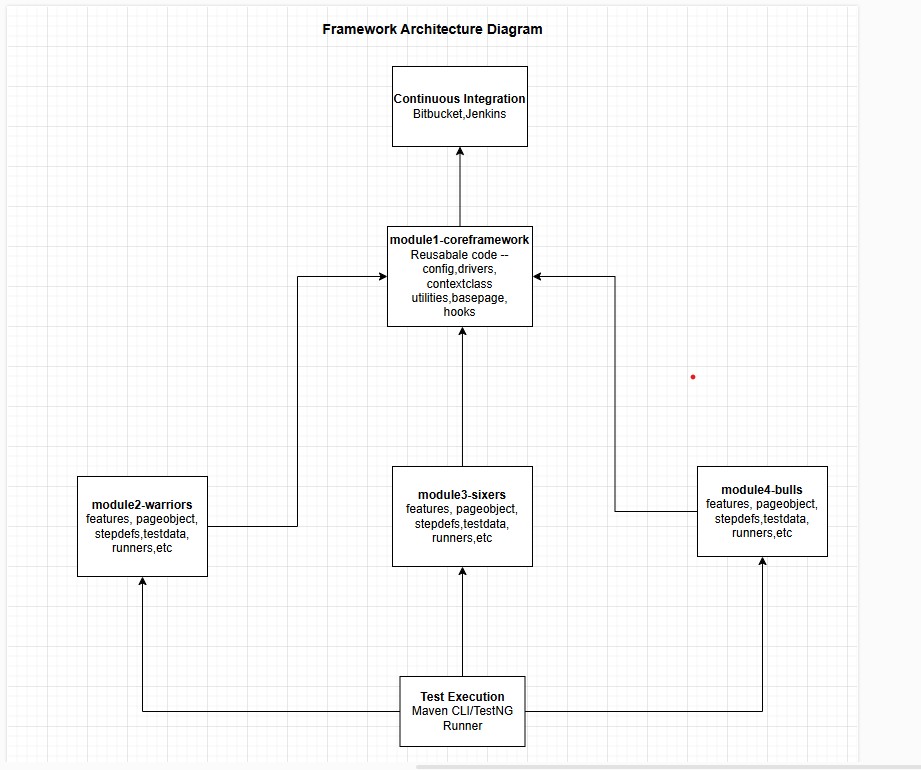 Framework Architecture Diagram
Continuous Integration
Bitbucket,Jenkins
module1-coreframework
Reusabale code --
config,drivers,
contextclass
utilities,basepage,
hooks
module2-warriors
features, pageobject,
stepdefs,testdata,
runners,etc
module3-sixers
features, pageobject,
stepdefs,testdata,
runners,etc
module4-bulls
features, pageobject,
stepdefs,testdata,
runners,etc
Test Execution
Maven CLI/TestNG
Runner